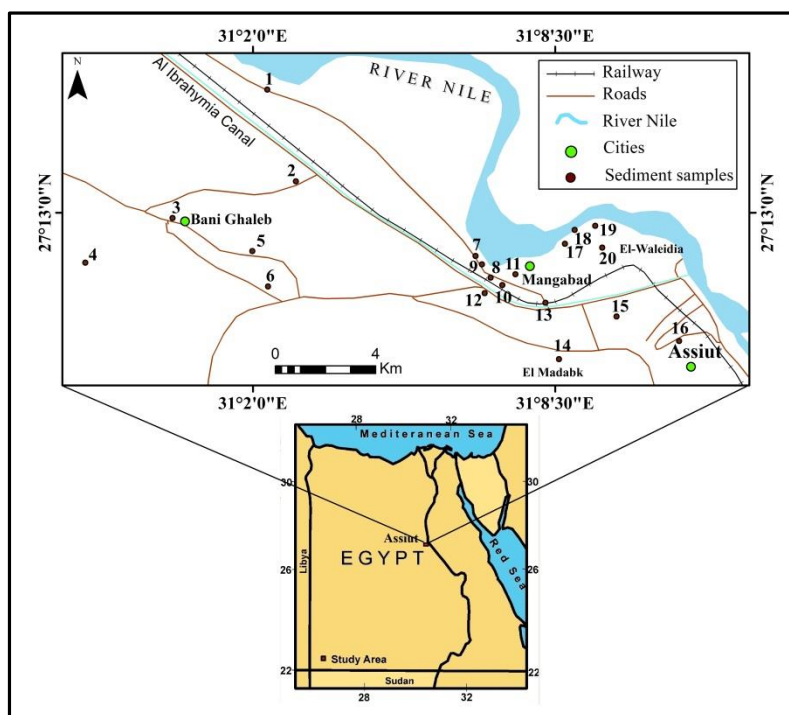 31°2'0"E
31°8'30"E
N
Al Ibrahymia Canal
RIVER NILE
Railway
Roads
River Nile
Cities
Sediment samples
27°13'0"N
27°13'0"N
1
2
3
Bani Ghaleb
4
5
6
7
9
8
11
Mangabad
10
12
13
17
18
19
20
El-Waleidia
15
16
Assiut
14
El Madabk
0
4
Km
31°2'0"E
31°8'30"E
28
32
Mediteranean Sea
30
30
Assiut
EGYPT
Libya
Red Sea
26
26
Study Area
22
22
Sudan
28
32